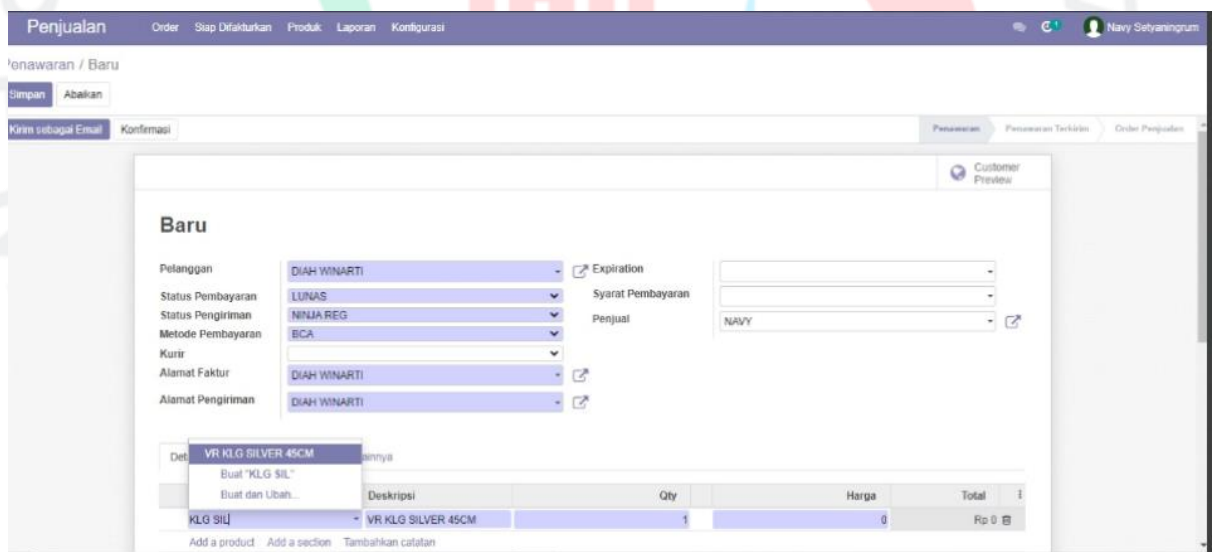 Penjualan Order Siap Difakturkan Produk Laporan Konfigurasi 1 Navy Setyaningrum
Penawaran / Baru
Simpan Abaikan
Kirim sebagai Email Konfirmasi Penawaran Penawaran Terkirim Order Penjualan
Customer
Preview
Baru
Pelanggan DIAH WINARTI Expiration
Status Pembayaran LUNAS Syarat Pembayaran
Status Pengiriman NINJA REG Penjual NAVY
Metode Pembayaran BCA
Kurir
Alamat Faktur DIAH WINARTI
Alamat Pengiriman DIAH WINARTI
Det VR KLG SILVER 45CM ainnya
Buat "KLG SIL"
Buat dan Ubah...
Deskripsi Qty Harga Total
KLG SIL VR KLG SILVER 45CM 1 0 Rp 0
Add a product Add a section Tambahkan catatan